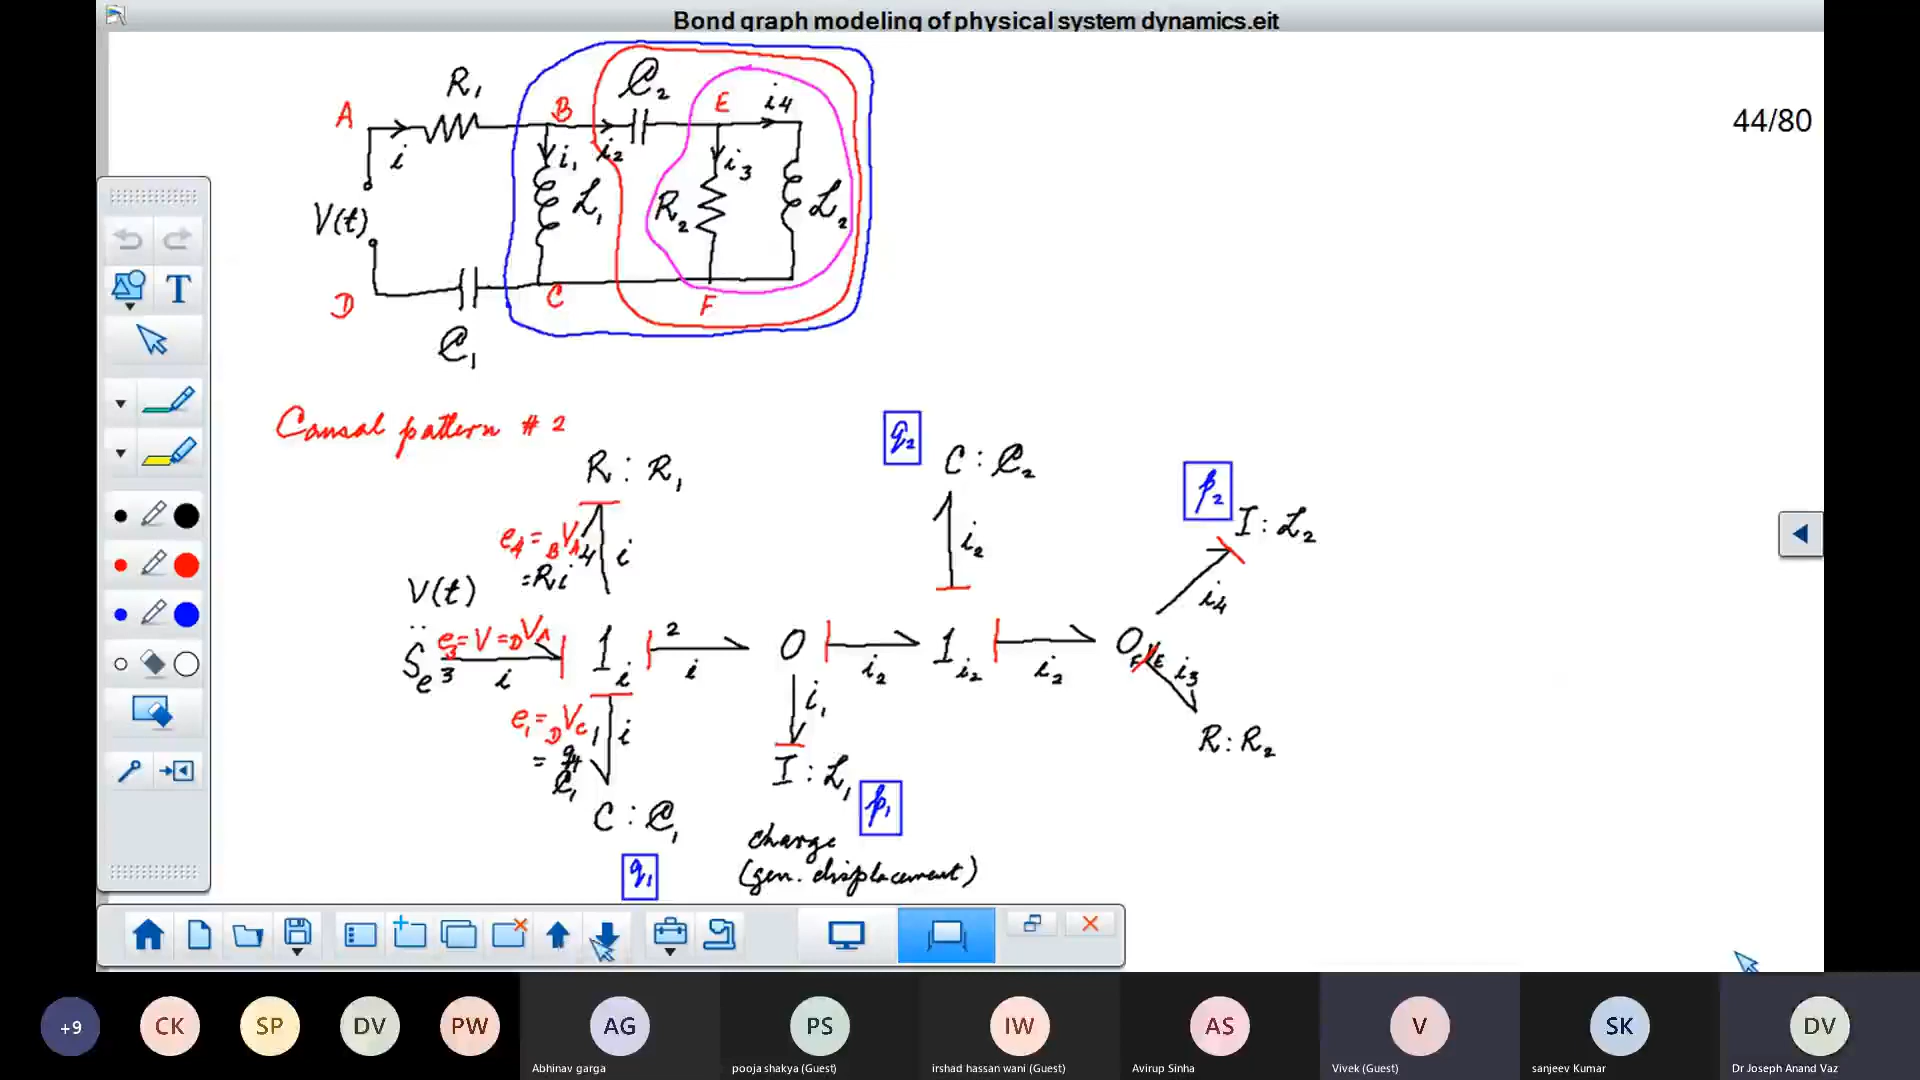 Bond graph modeling of physical system dynamics.eit
44/80
R₁
A
i
B
C₂
E
i₄
i₁
i₂
i₃
V(t)
L₁
R₂
L₂
D
C
F
C₁
Causal pattern # 2
R : R₁
q₂
C : C₂
p₂
I : L₂
e₄ = BVA
= Ri
4
i
i₂
i₄
V(t)
..
Se
e₃ = V = DVA
3
i
1i
2
i
0
i₂
1i₂
i₂
0
F E
i₃
e₁ = DVC
1
i
i₁
C₁
R : R₂
I : L₁
p₁
C : C₁
charge
(gen. displacement)
q₁
T
+9
CK
SP
DV
PW
AG
PS
IW
AS
V
SK
DV
Abhinav garga
pooja shakya (Guest)
irshad hassan wani (Guest)
Avirup Sinha
Vivek (Guest)
sanjeev Kumar
Dr Joseph Anand Vaz